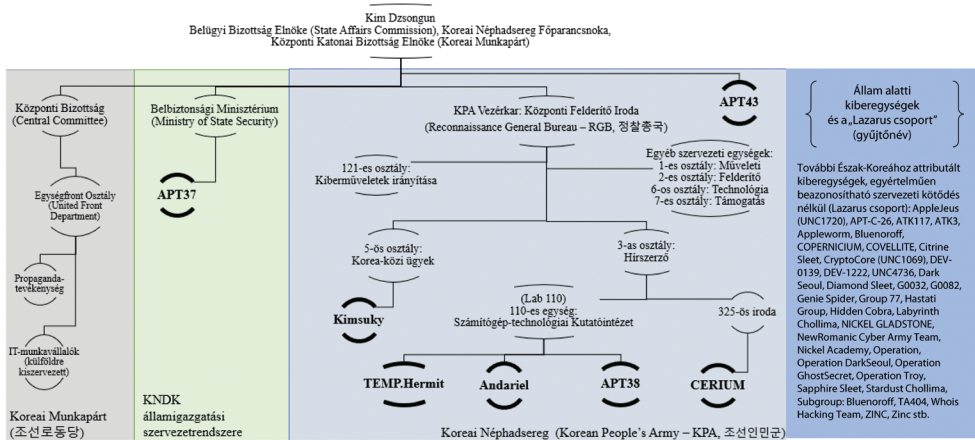 Kim Dzsongun
Belügyi Bizottság Elnöke (State Affairs Commission), Koreai Néphadsereg Főparancsnoka,
Központi Katonai Bizottság Elnöke (Koreai Munkapárt)
Központi Bizottság
(Central Committee)
Egységfront Osztály
(United Front
Department)
Propaganda-
tevékenység
IT-munkavállalók
(külföldre
kiszervezett)
Koreai Munkapárt
(조선로동당)
Belbiztonsági Minisztérium
(Ministry of State Security)
APT37
KNDK
államigazgatási
szervezetrendszere
KPA Vezérkar: Központi Felderítő Iroda
(Reconnaissance General Bureau – RGB, 정찰총국)
APT43
121-es osztály:
Kiberműveletek irányítása
Egyéb szervezeti egységek:
1-es osztály: Műveleti
2-es osztály: Felderítő
6-os osztály: Technológia
7-es osztály: Támogatás
5-ös osztály:
Korea-közi ügyek
3-as osztály:
Hírszerző
Kimsuky
(Lab 110)
110-es egység:
Számítógép-technológiai Kutatóintézet
325-ös iroda
TEMP.Hermit
Andariel
APT38
CERIUM
Koreai Néphadsereg (Korean People's Army – KPA, 조선인민군)
Állam alatti
kiberegységek
és a „Lazarus csoport”
(gyűjtőnév)
További Észak-Koreához attribútált
kiberegységek, egyértelműen
beazonosítható szervezeti kötődés
nélkül (Lazarus csoport): AppleJeus
(UNC1720), APT-C-26, ATK117, ATK3,
Appleworm, Bluenoroff,
COPERNICIUM, COVELLITE, Citrine
Sleet, CryptoCore (UNC1069), DEV-
0139, DEV-1222, UNC4736, Dark
Seoul, Diamond Sleet, G0032, G0082,
Genie Spider, Group 77, Hastati
Group, Hidden Cobra, Labyrinth
Chollima, NICKEL GLADSTONE,
NewRomanic Cyber Army Team,
Nickel Academy, Operation,
Operation DarkSeoul, Operation
GhostSecret, Operation Troy,
Sapphire Sleet, Stardust Chollima,
Subgroup: Bluenoroff, TA404, Whois
Hacking Team, ZINC, Zinc stb.